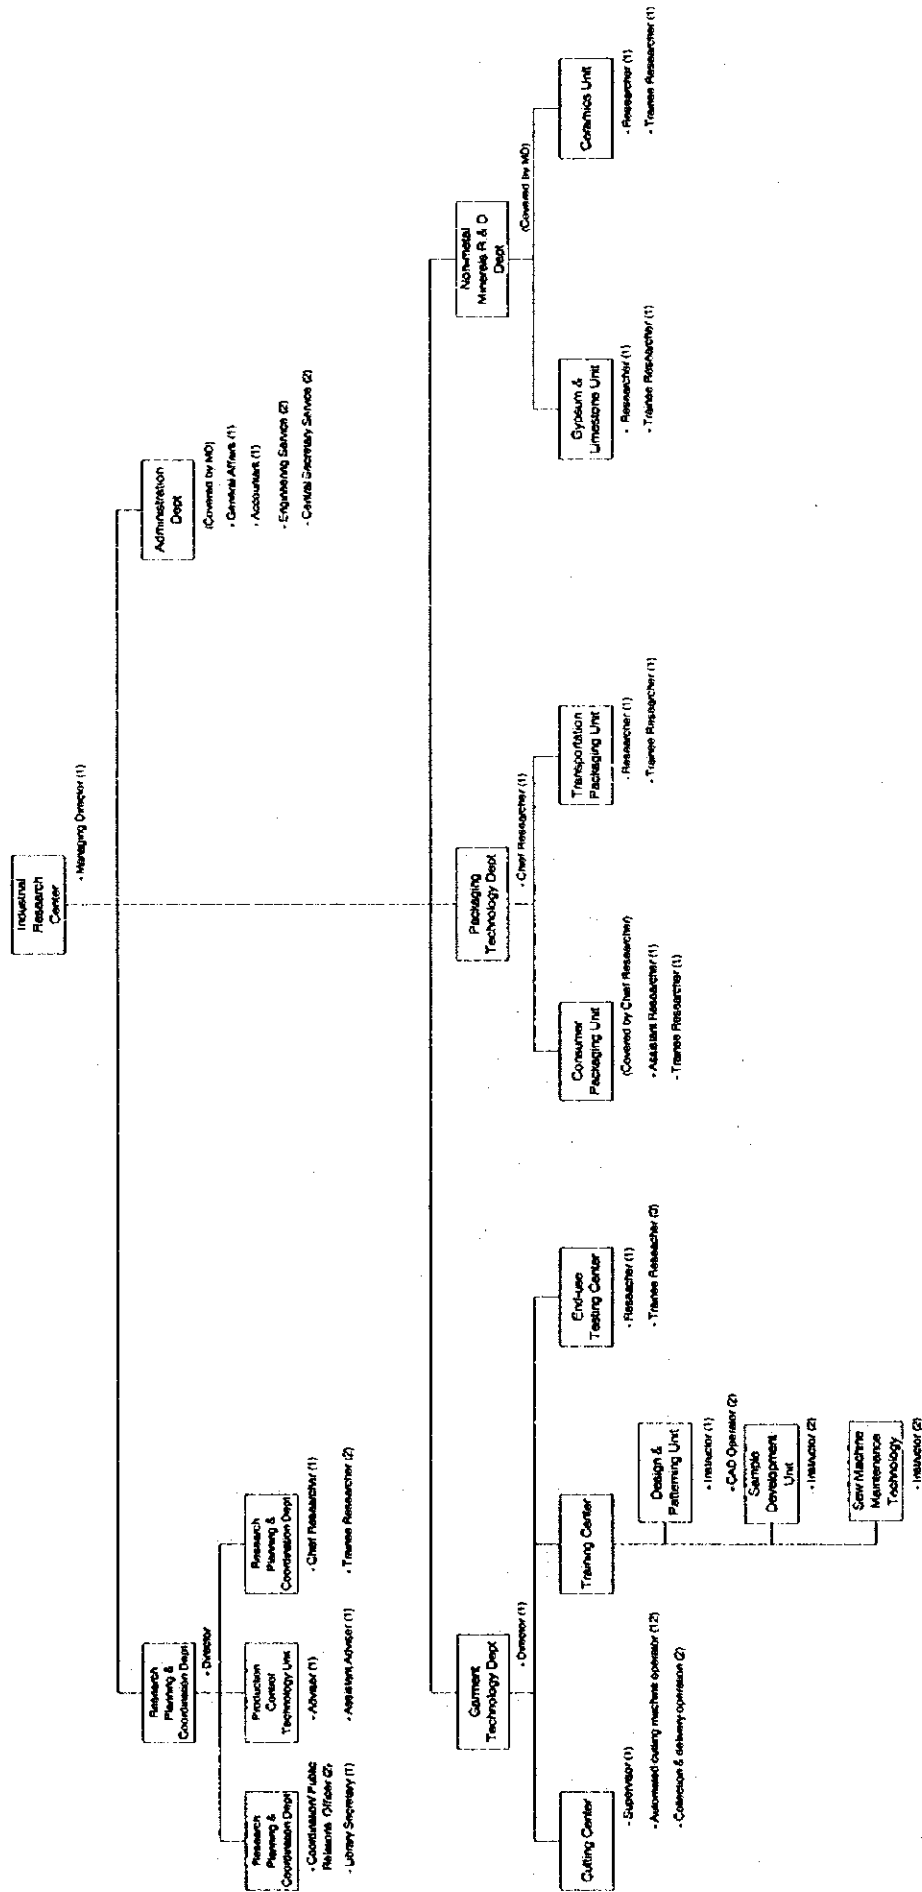 Industrial
Research
Center
• Managing Director (1)
Research
Planning &
Coordination Dept
• Director
Administration
Dept
(Covered by MD)
• General Affairs (1)
• Accountant (1)
• Engineering Service (2)
• Central Secretary Service (2)
Research
Planning &
Coordination Dept
• Coordination/Public
Relations Officer (2)
• Library Secretary (1)
Production
Control
Technology Unit
• Adviser (1)
• Assistant Adviser (1)
Research
Planning &
Coordination Dept
• Chief Researcher (1)
• Trainee Researcher (2)
Garment
Technology Dept
• Director (1)
Packaging
Technology Dept
• Chief Researcher (1)
Non-metal
Minerals R & D
Dept
(Covered by MD)
Cutting Center
• Supervisor (1)
• Automated cutting machine operator (12)
• Collection & delivery operation (2)
Training Center
Design &
Patterning Unit
• Instructor (1)
• CAD Operator (2)
Sample
Development
Unit
• Instructor (2)
Sew Machine
Maintenance
Technology
• Instructor (2)
End-use
Testing Center
• Reseacher (1)
• Trainee Reseacher (3)
Consumer
Packaging Unit
(Covered by Chief Researcher)
• Assistant Researcher (1)
• Trainee Researcher (1)
Transportation
Packaging Unit
• Researcher (1)
• Trainee Researcher (1)
Gypsum &
Limestone Unit
• Researcher (1)
• Trainee Researcher (1)
Ceramics Unit
• Researcher (1)
• Trainee Researcher (1)